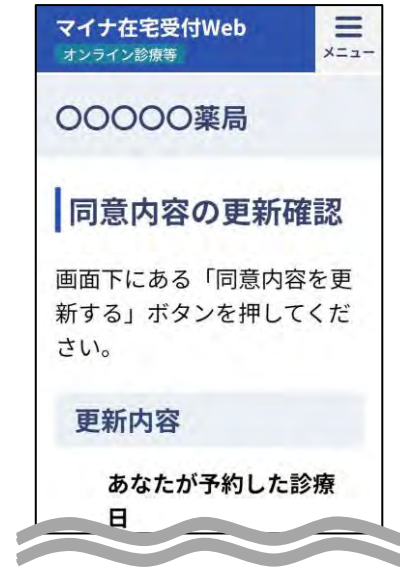 マイナ在宅受付Web
オンライン診療等
メニュー
〇〇〇〇〇薬局
同意内容の更新確認
画面下にある「同意内容を更
新する」ボタンを押してくだ
さい。
更新内容
あなたが予約した診療
日